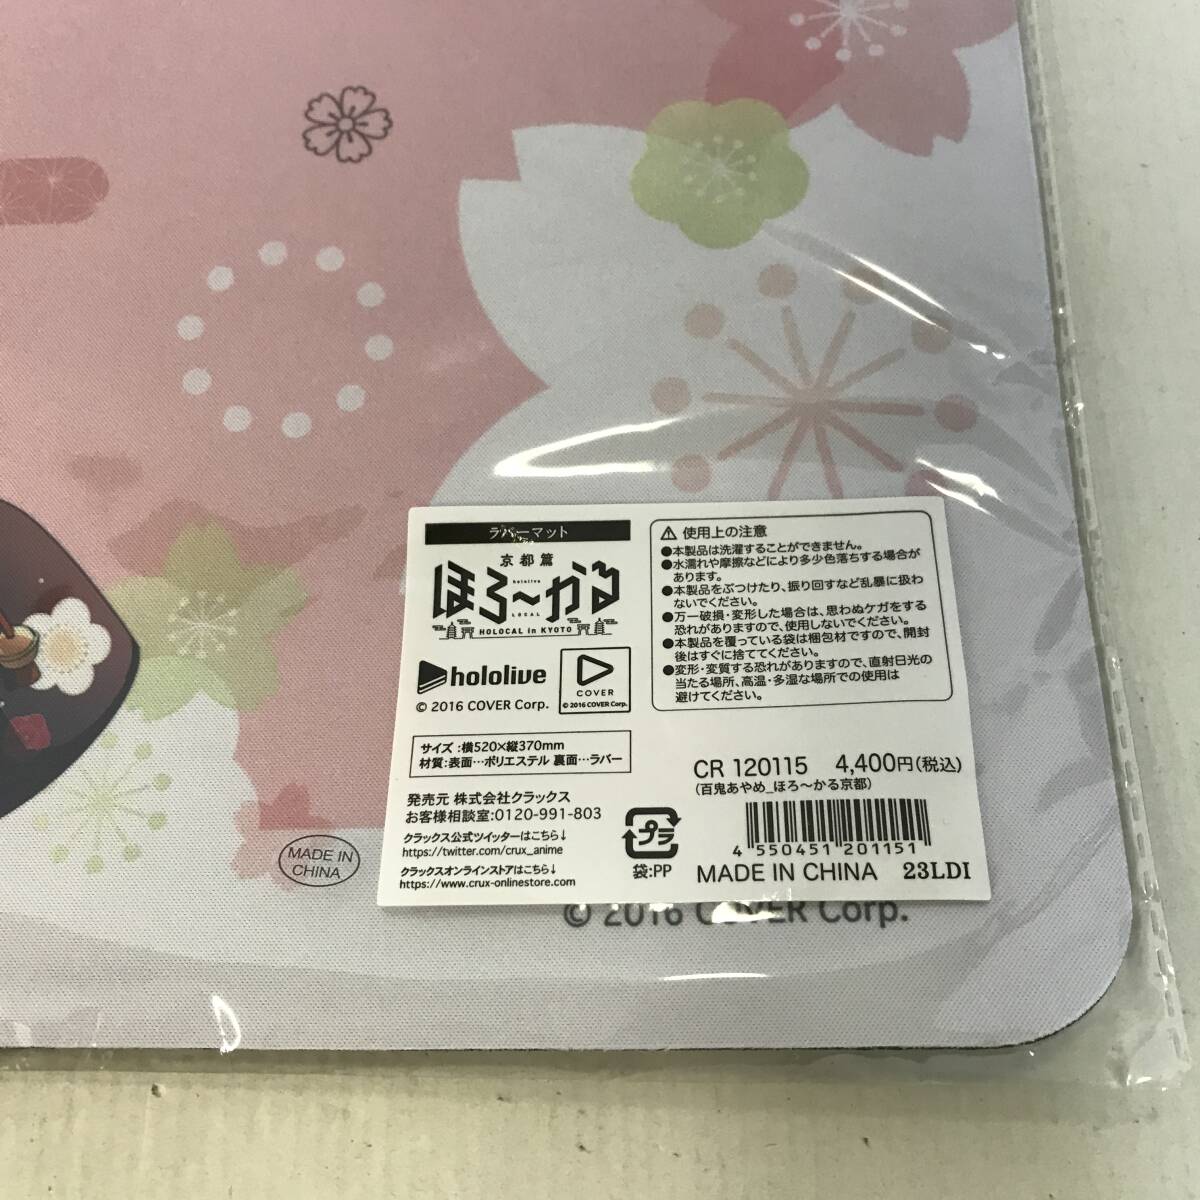 ラバーマット
京都篇
ほろ〜かる
hololive
LOCAL
HOLOCAL in KYOTO
hololive
© 2016 COVER Corp.
COVER
© 2016 COVER Corp.
⚠ 使用上の注意
●本製品は洗濯することができません。
●水濡れや摩擦などにより多少色落ちする場合が
あります。
●本製品をぶつけたり、振り回すなど乱暴に扱わ
ないでください。
●万一破損・変形した場合は、思わぬケガをする
恐れがありますので、使用しないでください。
●本製品を覆っている袋は梱包材ですので、開封
後はすぐに捨ててください。
●変形・変質する恐れがありますので、直射日光の
当たる場所、高温・多湿な場所での使用は
避けてください。
サイズ:横520×縦370mm
材質:表面…ポリエステル 裏面…ラバー
発売元 株式会社クラックス
お客様相談室:0120-991-803
クラックス公式ツイッターはこちら↓
https://twitter.com/crux_anime
クラックスオンラインストアはこちら↓
https://www.crux-onlinestore.com
プラ
袋:PP
CR 120115 4,400円(税込)
(百鬼あやめ_ほろ〜かる京都)
4 550451 201151
MADE IN CHINA 23LDI
MADE IN
CHINA
© 2016 COVER Corp.